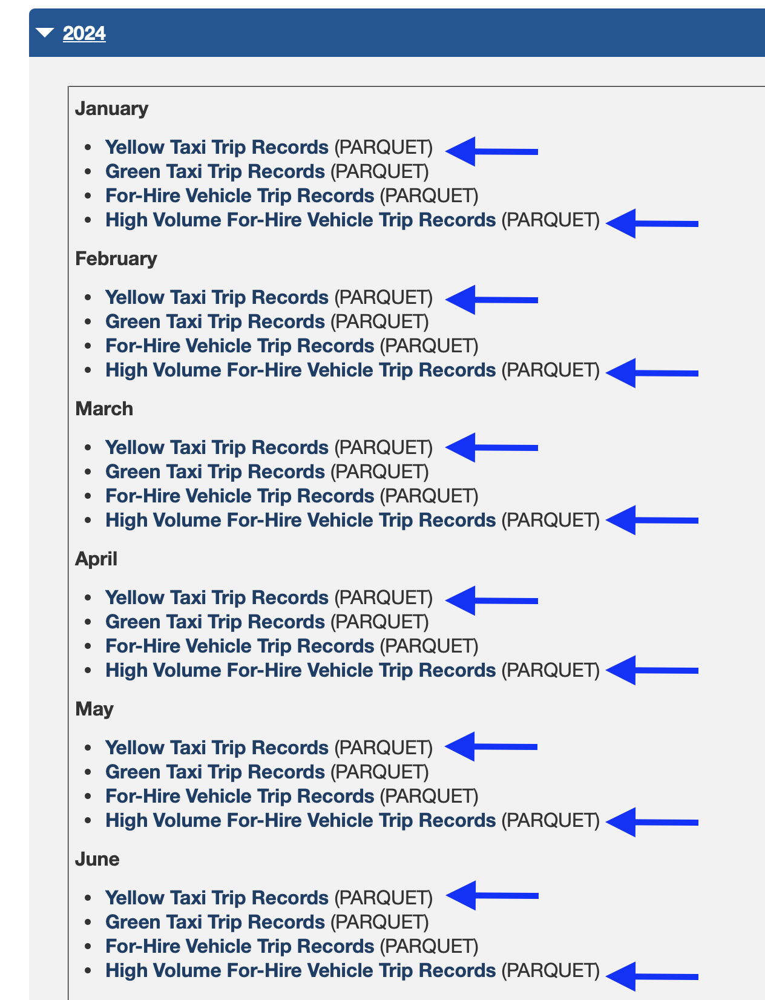 2024
January
Yellow Taxi Trip Records (PARQUET)
Green Taxi Trip Records (PARQUET)
For-Hire Vehicle Trip Records (PARQUET)
High Volume For-Hire Vehicle Trip Records (PARQUET)
February
Yellow Taxi Trip Records (PARQUET)
Green Taxi Trip Records (PARQUET)
For-Hire Vehicle Trip Records (PARQUET)
High Volume For-Hire Vehicle Trip Records (PARQUET)
March
Yellow Taxi Trip Records (PARQUET)
Green Taxi Trip Records (PARQUET)
For-Hire Vehicle Trip Records (PARQUET)
High Volume For-Hire Vehicle Trip Records (PARQUET)
April
Yellow Taxi Trip Records (PARQUET)
Green Taxi Trip Records (PARQUET)
For-Hire Vehicle Trip Records (PARQUET)
High Volume For-Hire Vehicle Trip Records (PARQUET)
May
Yellow Taxi Trip Records (PARQUET)
Green Taxi Trip Records (PARQUET)
For-Hire Vehicle Trip Records (PARQUET)
High Volume For-Hire Vehicle Trip Records (PARQUET)
June
Yellow Taxi Trip Records (PARQUET)
Green Taxi Trip Records (PARQUET)
For-Hire Vehicle Trip Records (PARQUET)
High Volume For-Hire Vehicle Trip Records (PARQUET)